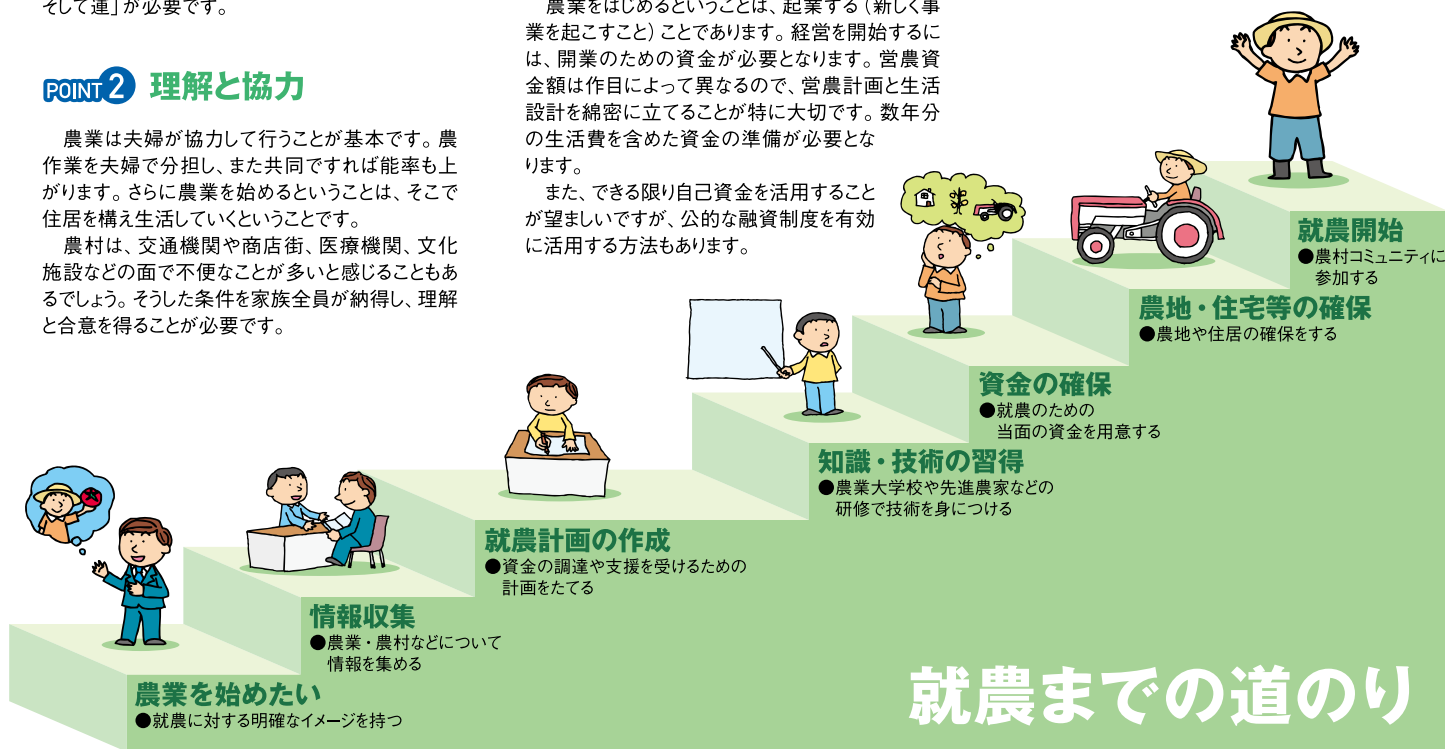 そして運」が必要です。
POINT2 理解と協力
農業は夫婦が協力して行うことが基本です。農
作業を夫婦で分担し、また共同ですれば能率も上
がります。さらに農業を始めるということは、そこで
住居を構え生活していくということです。
農村は、交通機関や商店街、医療機関、文化
施設などの面で不便なことが多いと感じることもあ
るでしょう。そうした条件を家族全員が納得し、理解
と合意を得ることが必要です。
農業をはじめるということは、起業する（新しく事
業を起こすこと）ことであります。経営を開始するに
は、開業のための資金が必要となります。営農資
金額は作目によって異なるので、営農計画と生活
設計を綿密に立てることが特に大切です。数年分
の生活費を含めた資金の準備が必要とな
ります。
また、できる限り自己資金を活用すること
が望ましいですが、公的な融資制度を有効
に活用する方法もあります。
就農開始
●農村コミュニティに
参加する
農地・住宅等の確保
●農地や住居の確保をする
資金の確保
●就農のための
当面の資金を用意する
知識・技術の習得
●農業大学校や先進農家などの
研修で技術を身につける
就農計画の作成
●資金の調達や支援を受けるための
計画をたてる
情報収集
●農業・農村などについて
情報を集める
農業を始めたい
●就農に対する明確なイメージを持つ
就農までの道のり